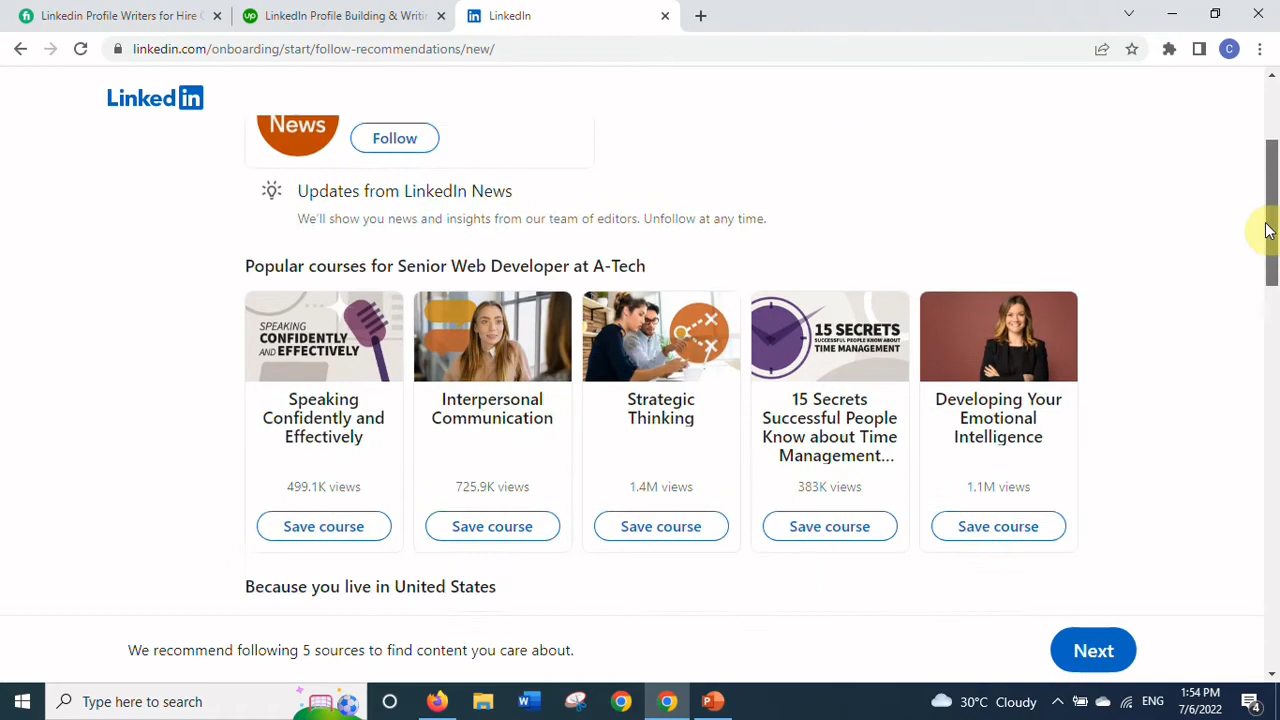 Linkedin Profile Writers for Hire O
LinkedIn Profile Building & Writin
LinkedIn
linkedin.com/onboarding/start/follow-recommendations/new/
C
Linked in
News
Follow
Updates from LinkedIn News
We'll show you news and insights from our team of editors. Unfollow at any time.
Popular courses for Senior Web Developer at A-Tech
SPEAKING
CONFIDENTLY
AND EFFECTIVELY
15 SECRETS
SUCCESSFUL PEOPLE
KNOW ABOUT
TIME MANAGEMENT
Speaking
Confidently and
Effectively
Interpersonal
Communication
Strategic
Thinking
15 Secrets
Successful People
Know about Time
Management...
Developing Your
Emotional
Intelligence
499.1K views
725.9K views
1.4M views
383K views
1.1M views
Save course
Save course
Save course
Save course
Save course
Because you live in United States
We recommend following 5 sources to find content you care about.
Next
Type here to search
30°C Cloudy
ENG
1:54 PM
7/6/2022
4